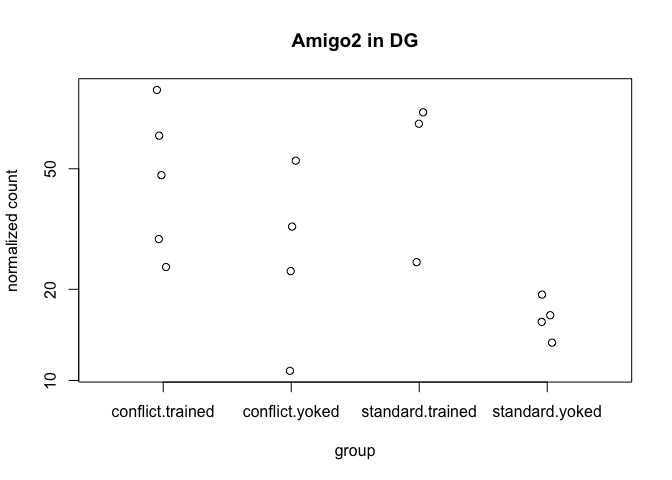 Amigo2 in DG
normalized count
50
20
10
conflict.trained conflict.yoked standard.trained standard.yoked
group